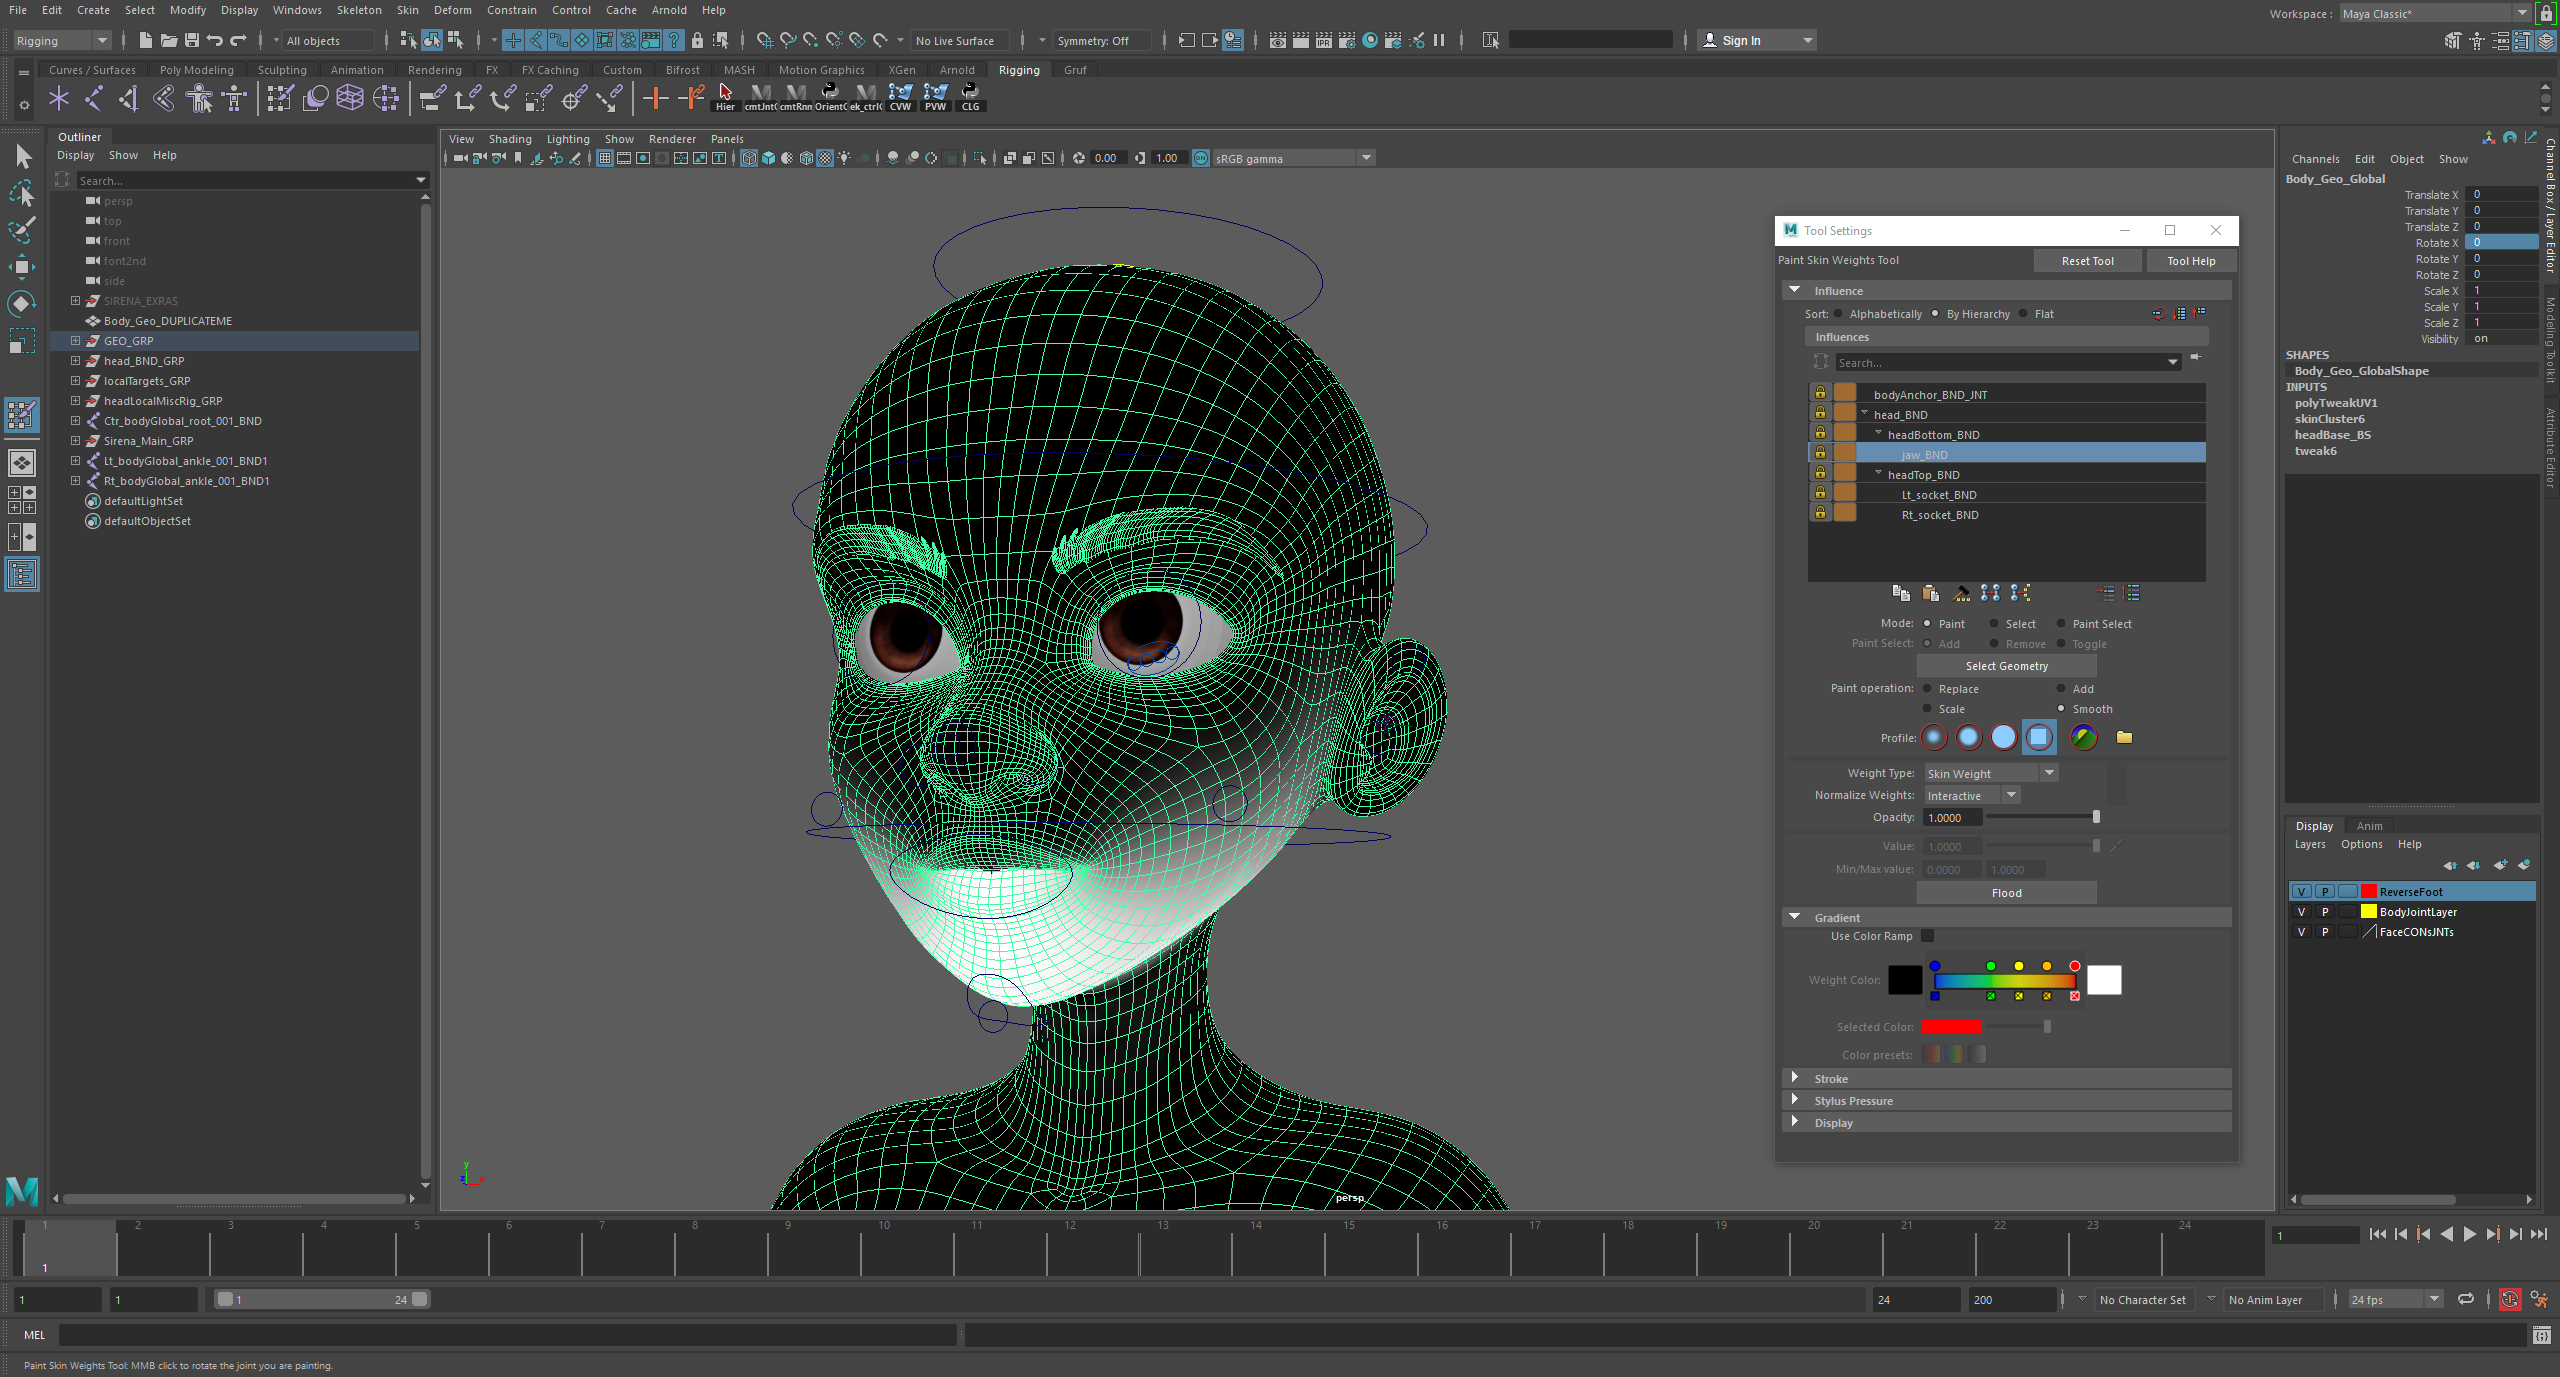 File Edit Create Select Modify Display Windows Skeleton Skin Deform Constrain Control Cache Arnold Help
Workspace : Maya Classic*
Rigging
All objects
No Live Surface
Symmetry: Off
Sign In
Curves / Surfaces Poly Modeling Sculpting Animation Rendering FX FX Caching Custom Bifrost MASH Motion Graphics XGen Arnold Rigging Gruf
Hier cmtJnt cmtRnn Orient ek_ctrl CVW PVW CLG
Outliner
Display Show Help
Search...
persp
top
front
font2nd
side
SIRENA_EXRAS
Body_Geo_DUPLICATEME
GEO_GRP
head_BND_GRP
localTargets_GRP
headLocalMiscRig_GRP
Ctr_bodyGlobal_root_001_BND
Sirena_Main_GRP
Lt_bodyGlobal_ankle_001_BND1
Rt_bodyGlobal_ankle_001_BND1
defaultLightSet
defaultObjectSet
View Shading Lighting Show Renderer Panels
0.00 1.00 ON sRGB gamma
persp
Tool Settings
Paint Skin Weights Tool Reset Tool Tool Help
Influence
Sort: Alphabetically By Hierarchy Flat
Influences
Search...
bodyAnchor_BND_JNT
head_BND
headBottom_BND
jaw_BND
headTop_BND
Lt_socket_BND
Rt_socket_BND
Mode: Paint Select Paint Select
Paint Select: Add Remove Toggle
Select Geometry
Paint operation: Replace Add
Scale Smooth
Profile:
Weight Type: Skin Weight
Normalize Weights: Interactive
Opacity: 1.0000
Value: 1.0000
Min/Max value: 0.0000 1.0000
Flood
Gradient
Use Color Ramp
Weight Color:
Selected Color:
Color presets:
Stroke
Stylus Pressure
Display
Channels Edit Object Show
Body_Geo_Global
Translate X 0
Translate Y 0
Translate Z 0
Rotate X 0
Rotate Y 0
Rotate Z 0
Scale X 1
Scale Y 1
Scale Z 1
Visibility on
SHAPES
Body_Geo_GlobalShape
INPUTS
polyTweakUV1
skinCluster6
headBase_BS
tweak6
Channel Box / Layer Editor
Modeling Toolkit
Attribute Editor
Display Anim
Layers Options Help
V P ReverseFoot
V P BodyJointLayer
V P FaceCONsJNTs
1 2 3 4 5 6 7 8 9 10 11 12 13 14 15 16 17 18 19 20 21 22 23 24
1
1
1 1 1 24 24 200 No Character Set No Anim Layer 24 fps
MEL
Paint Skin Weights Tool: MMB click to rotate the joint you are painting.